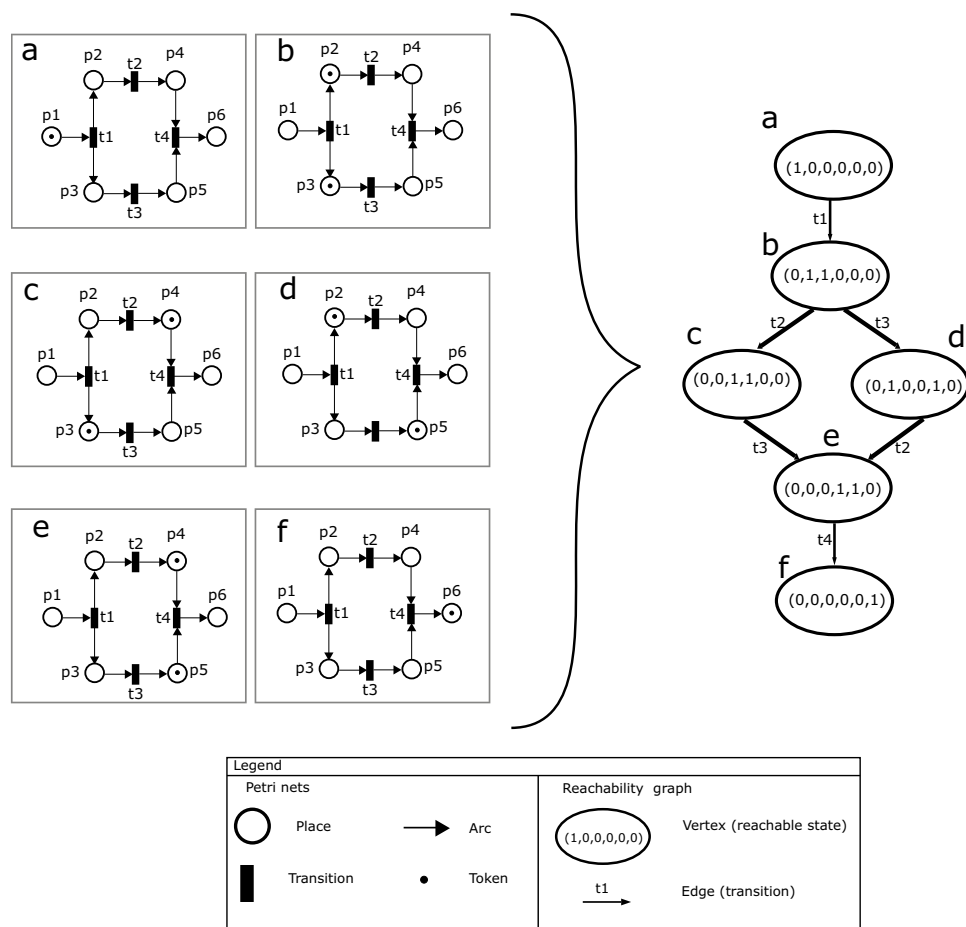 a
p2
p4
t2
p1
t1
t4
p6
p3
p5
t3
b
p2
p4
t2
p1
t1
t4
p6
p3
p5
t3
c
p2
p4
t2
p1
t1
t4
p6
p3
p5
t3
d
p2
p4
t2
p1
t1
t4
p6
p3
p5
e
p2
p4
t2
p1
t1
t4
p6
p3
p5
t3
f
p2
p4
t2
p1
t1
t4
p6
p3
p5
t3
a
(1,0,0,0,0,0)
t1
b
(0,1,1,0,0,0)
t2
t3
c
(0,0,1,1,0,0)
d
(0,1,0,0,1,0)
t3
t2
e
(0,0,0,1,1,0)
t4
f
(0,0,0,0,0,1)
Legend
Petri nets
Place
Arc
Transition
Token
Reachability graph
(1,0,0,0,0,0)
Vertex (reachable state)
t1
Edge (transition)